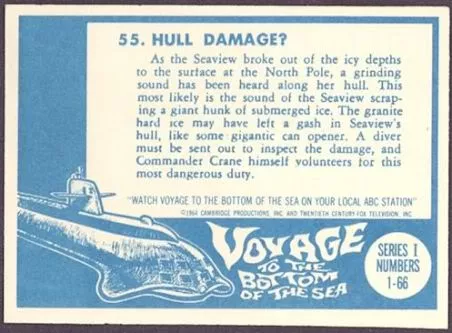 55. HULL DAMAGE?
As the Seaview broke out of the icy depths
to the surface at the North Pole, a grinding
sound has been heard along her hull. This
most likely is the sound of the Seaview scrap-
ing a giant hunk of submerged ice. The granite
hard ice may have left a gash in Seaview's
hull, like some gigantic can opener. A diver
must be sent out to inspect the damage, and
Commander Crane himself volunteers for this
most dangerous duty.
"WATCH VOYAGE TO THE BOTTOM OF THE SEA ON YOUR LOCAL ABC STATION"
©1964 CAMBRIDGE PRODUCTIONS, INC. AND TWENTIETH CENTURY-FOX TELEVISION, INC.
VOYAGE
TO THE
BOTTOM
OF THE SEA
SERIES I
NUMBERS
1-66